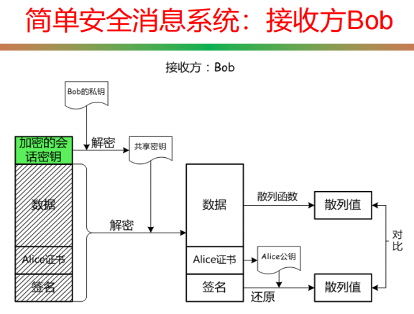 简单安全消息系统：接收方Bob
接收方：Bob
Bob的私钥
解密
共享密钥
加密的会
话密钥
数据
解密
Alice证书
签名
数据
散列函数
散列值
Alice证书
Alice公钥
对
比
签名
还原
散列值